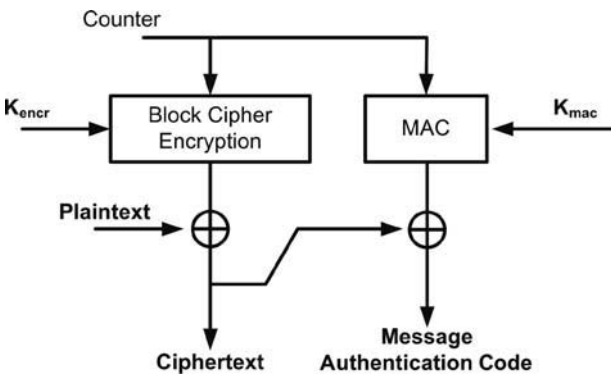 Counter
Kencr
Block Cipher
Encryption
MAC
Kmac
Plaintext
Ciphertext
Message
Authentication Code